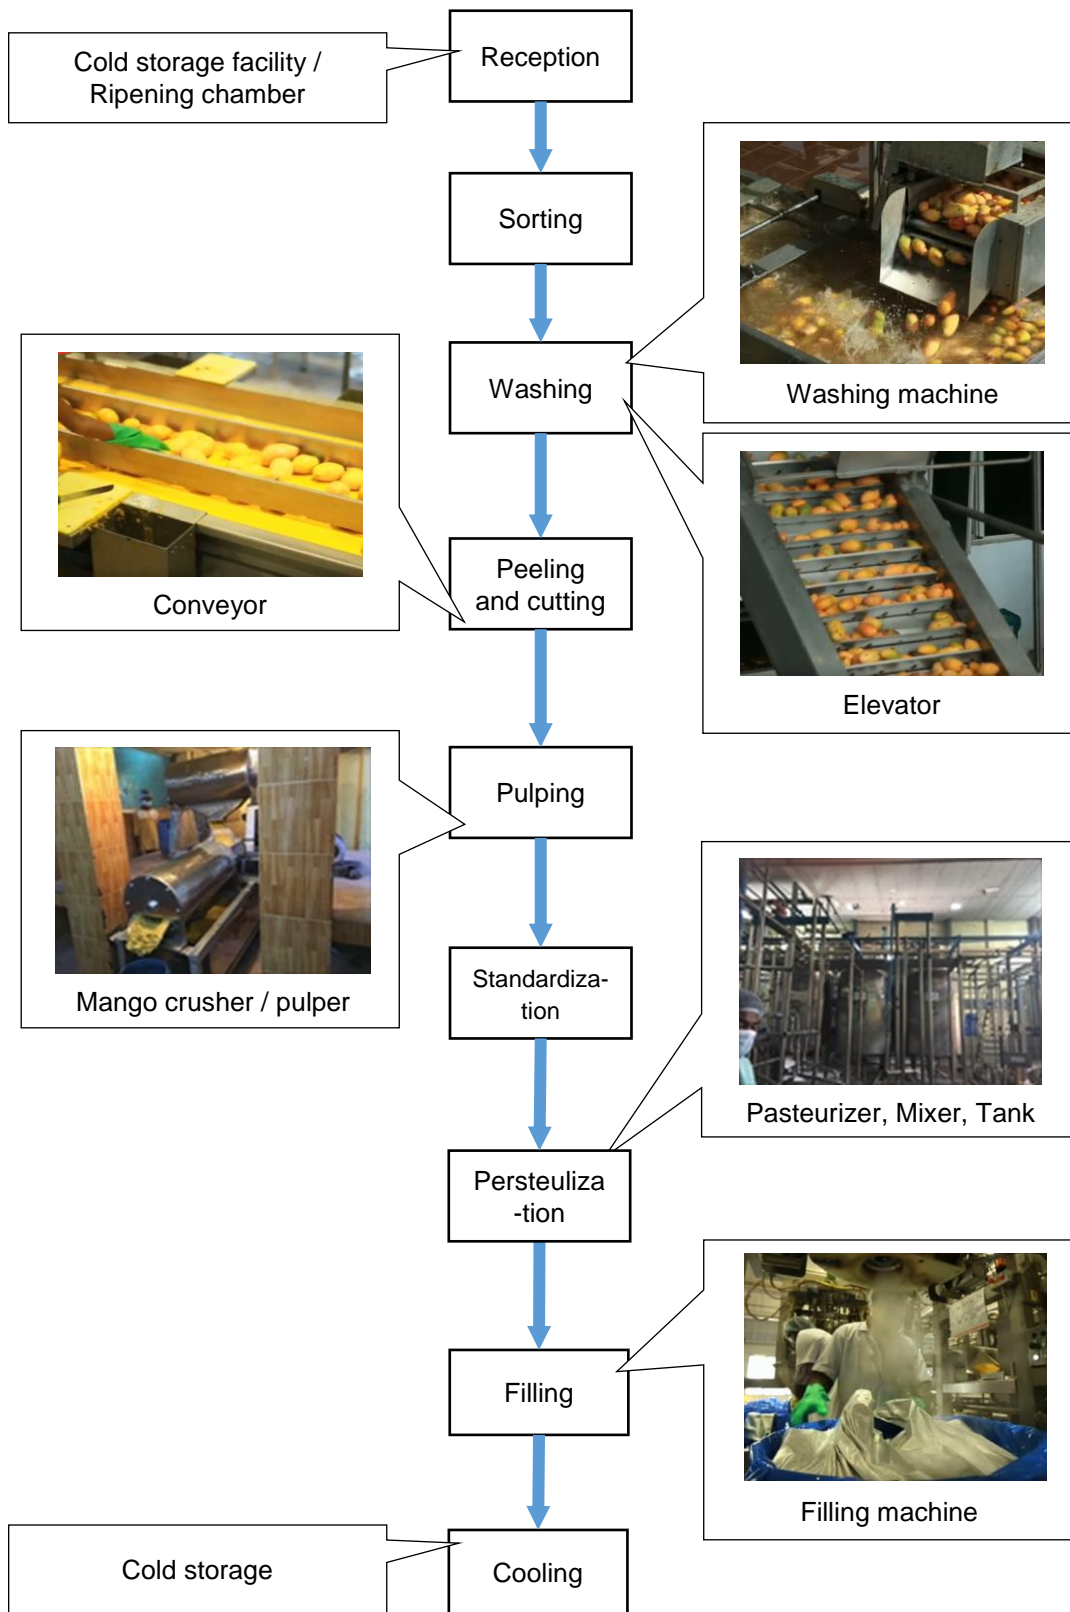 Reception
Cold storage facility /
Ripening chamber
Sorting
Washing
Washing machine
Elevator
Peeling
and cutting
Conveyor
Pulping
Mango crusher / pulper
Standardiza-
tion
Pasteurizer, Mixer, Tank
Persteuliza
-tion
Filling
Filling machine
Cooling
Cold storage